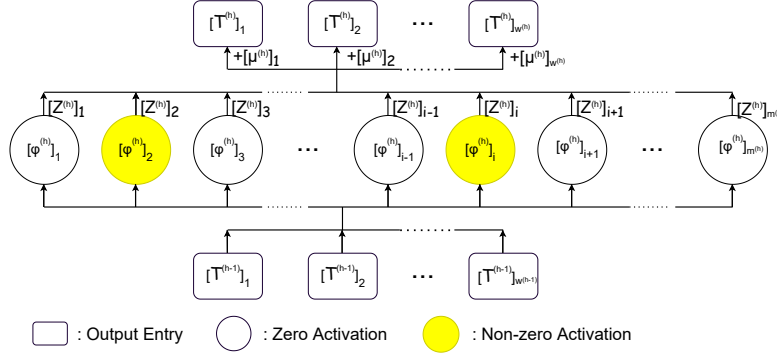 [T^(h)]_1 [T^(h)]_2 ... [T^(h)]_w^(h)
+[μ^(h)]_1 +[μ^(h)]_2 +[μ^(h)]_w^(h)
[Z^(h)]_1 [Z^(h)]_2 [Z^(h)]_3 [Z^(h)]_i-1 [Z^(h)]_i [Z^(h)]_i+1 [Z^(h)]_m^(h)
[φ^(h)]_1 [φ^(h)]_2 [φ^(h)]_3 ... [φ^(h)]_i-1 [φ^(h)]_i [φ^(h)]_i+1 ... [φ^(h)]_m^(h)
[T^(h-1)]_1 [T^(h-1)]_2 ... [T^(h-1)]_w^(h-1)
: Output Entry : Zero Activation : Non-zero Activation